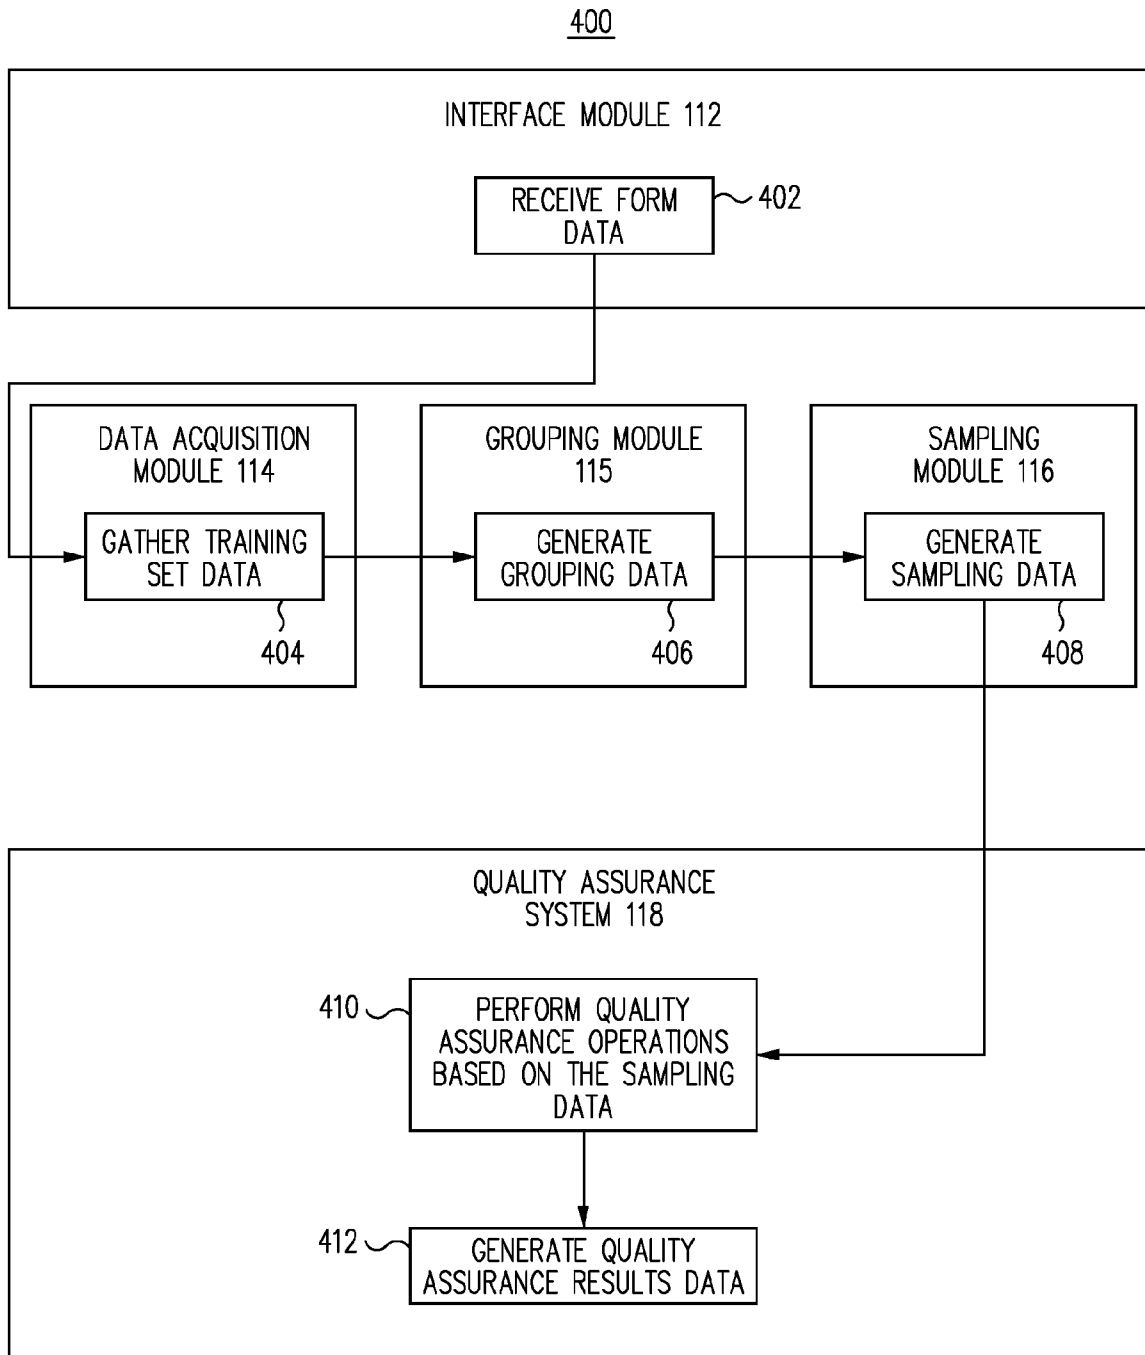 400
INTERFACE MODULE 112
RECEIVE FORM
DATA
402
DATA ACQUISITION
MODULE 114
GATHER TRAINING
SET DATA
404
GROUPING MODULE
115
GENERATE
GROUPING DATA
406
SAMPLING
MODULE 116
GENERATE
SAMPLING DATA
408
QUALITY ASSURANCE
SYSTEM 118
410
PERFORM QUALITY
ASSURANCE OPERATIONS
BASED ON THE SAMPLING
DATA
412
GENERATE QUALITY
ASSURANCE RESULTS DATA